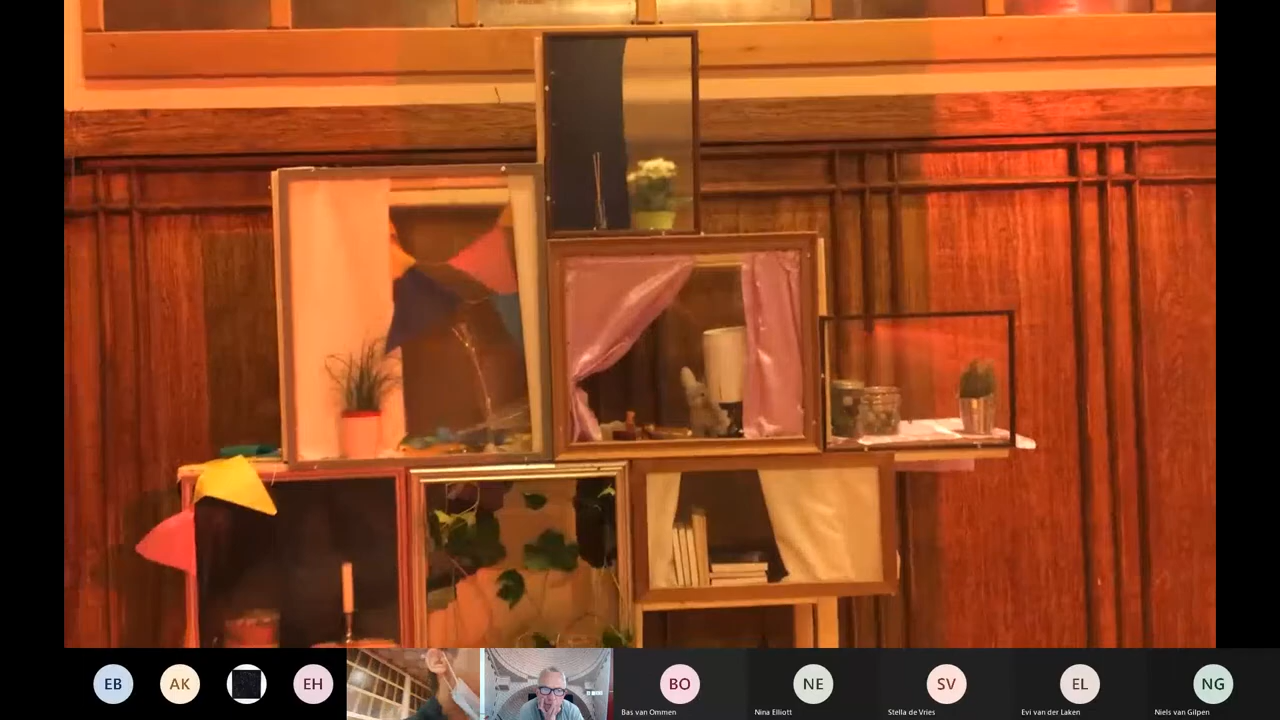 EB
AK
EH
BO
NE
SV
EL
NG
Bas van Ommen
Nina Elliott
Stella de Vries
Evi van der Laken
Niels van Gilpen